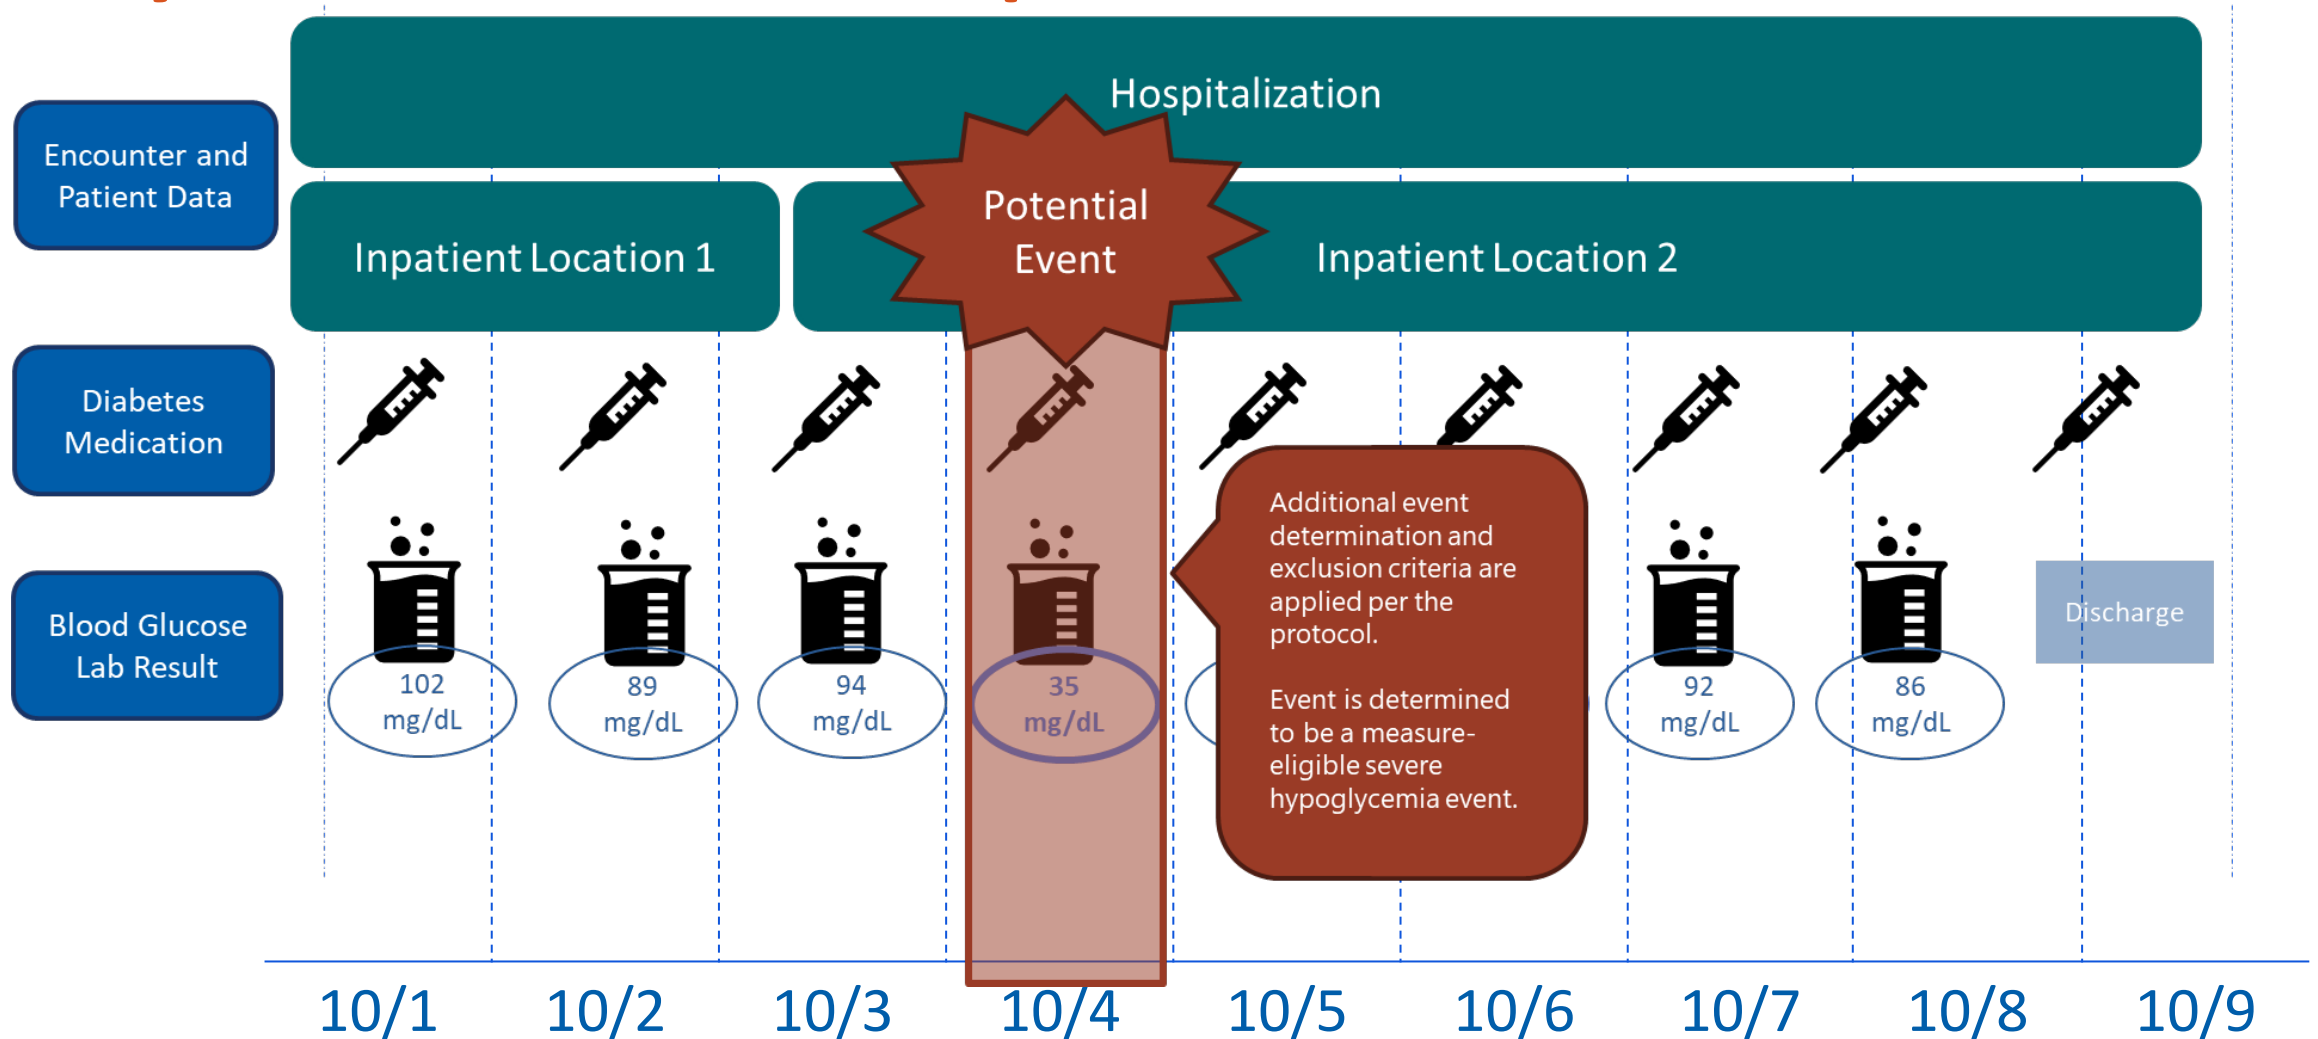 Hospitalization
Encounter and
Patient Data
Potential
Event
Inpatient Location 1
Inpatient Location 2
Diabetes
Medication
Additional event
determination and
exclusion criteria are
applied per the
protocol.
Event is determined
to be a measure-
eligible severe
hypoglycemia event.
Blood Glucose
Lab Result
102
mg/dL
89
mg/dL
94
mg/dL
35
mg/dL
92
mg/dL
86
mg/dL
Discharge
10/1
10/2
10/3
10/4
10/5
10/6
10/7
10/8
10/9